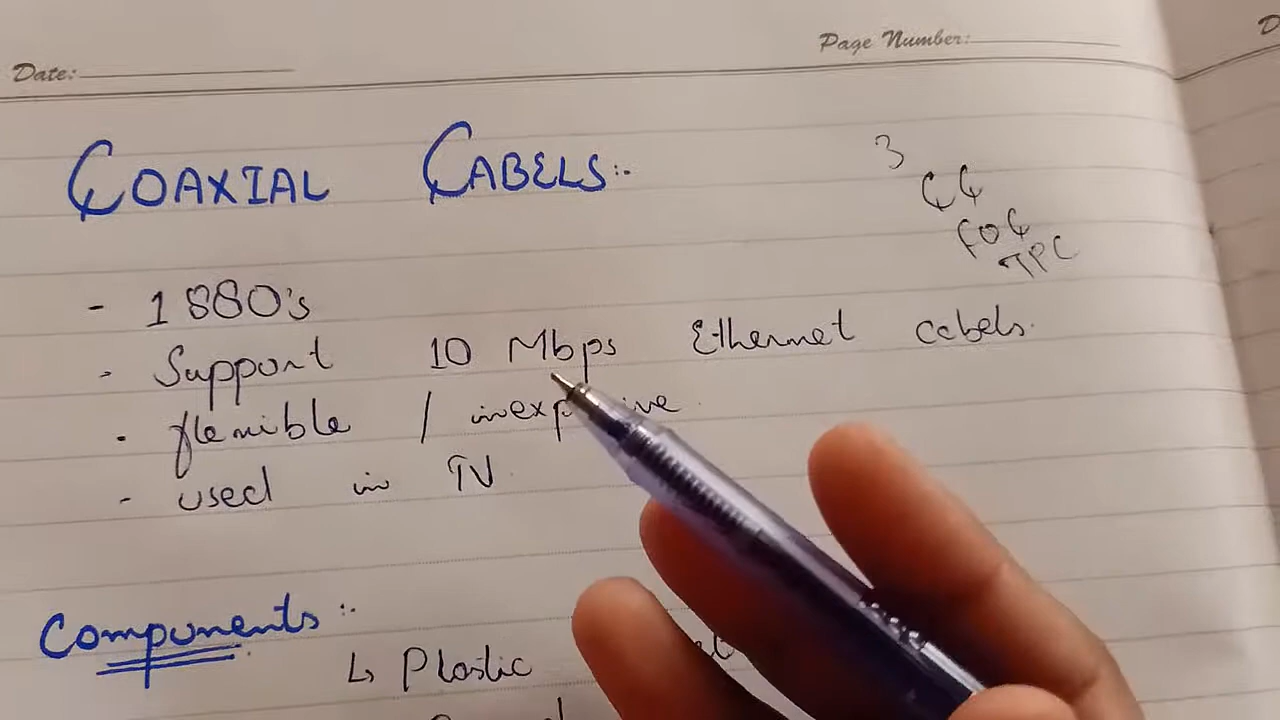 Date:
Page Number:
COAXIAL CABELS:-
3
CC
FOC
TPC
- 1880's
- Support 10 Mbps Ethernet cabels.
- flexible / inexpensive
- used in TV.
Components :-
↳ Plastic